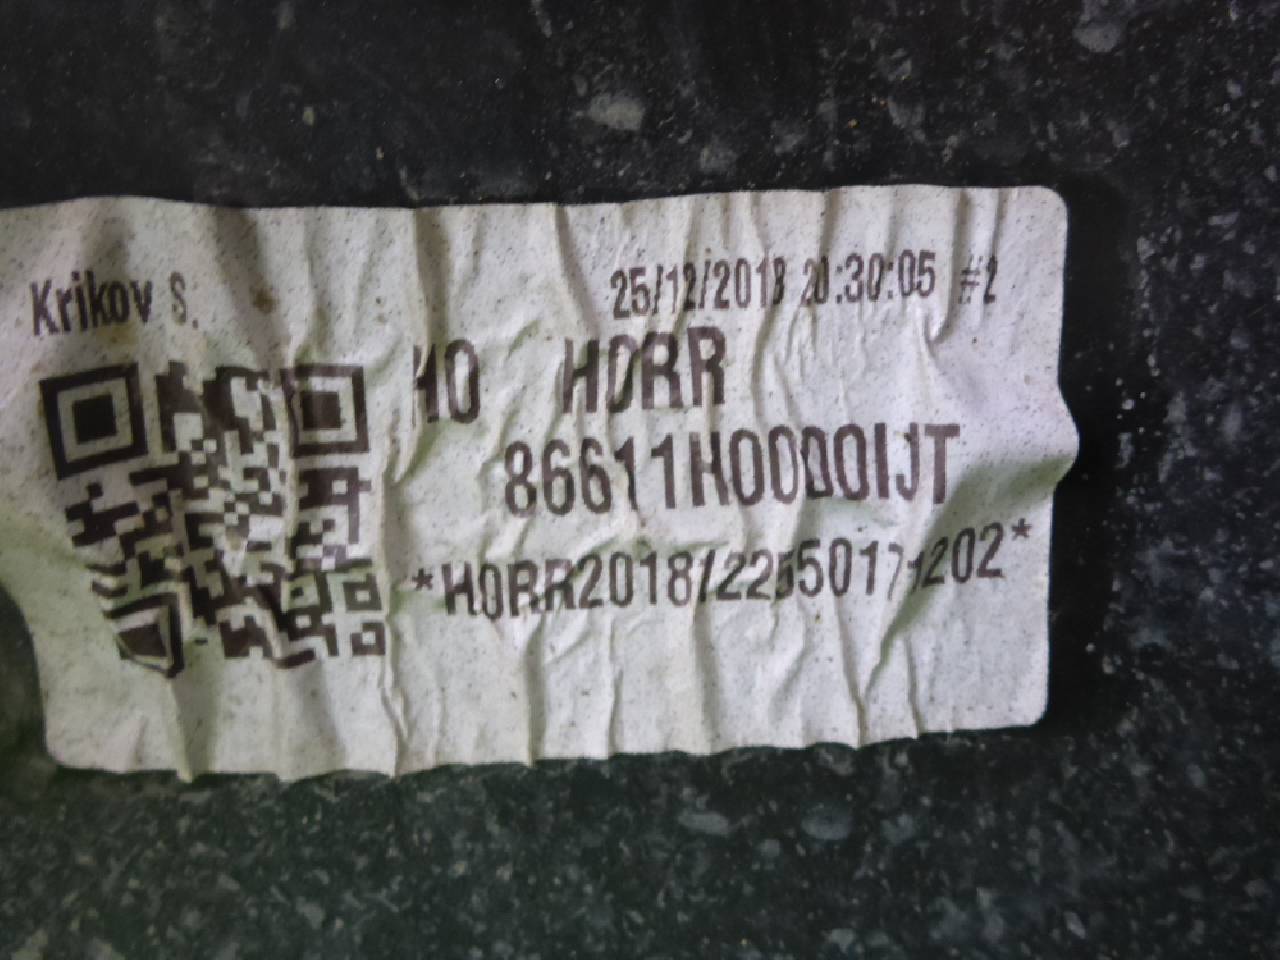 Krikov S. 25/12/2018 20:30:05 #2
H0 H0RR
86611H0000IJT
*H0RR2018/22550171202*